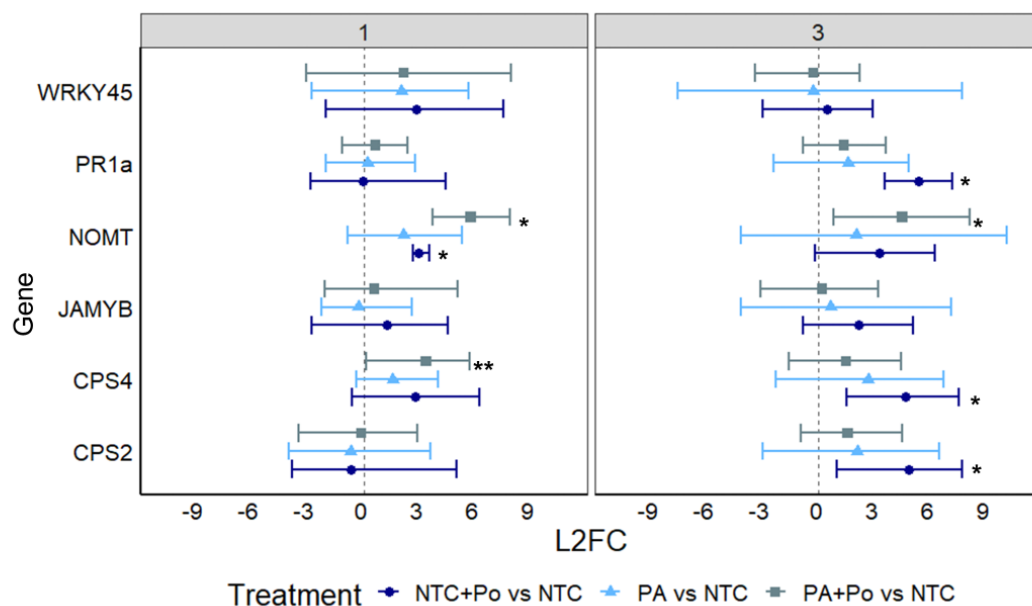 1 3
WRKY45
* PR1a
* * NOMT
*
JAMYB
** CPS4 *
CPS2 *
Gene
-9 -6 -3 0 3 6 9 -9 -6 -3 0 3 6 9
L2FC
Treatment NTC+Po vs NTC PA vs NTC PA+Po vs NTC